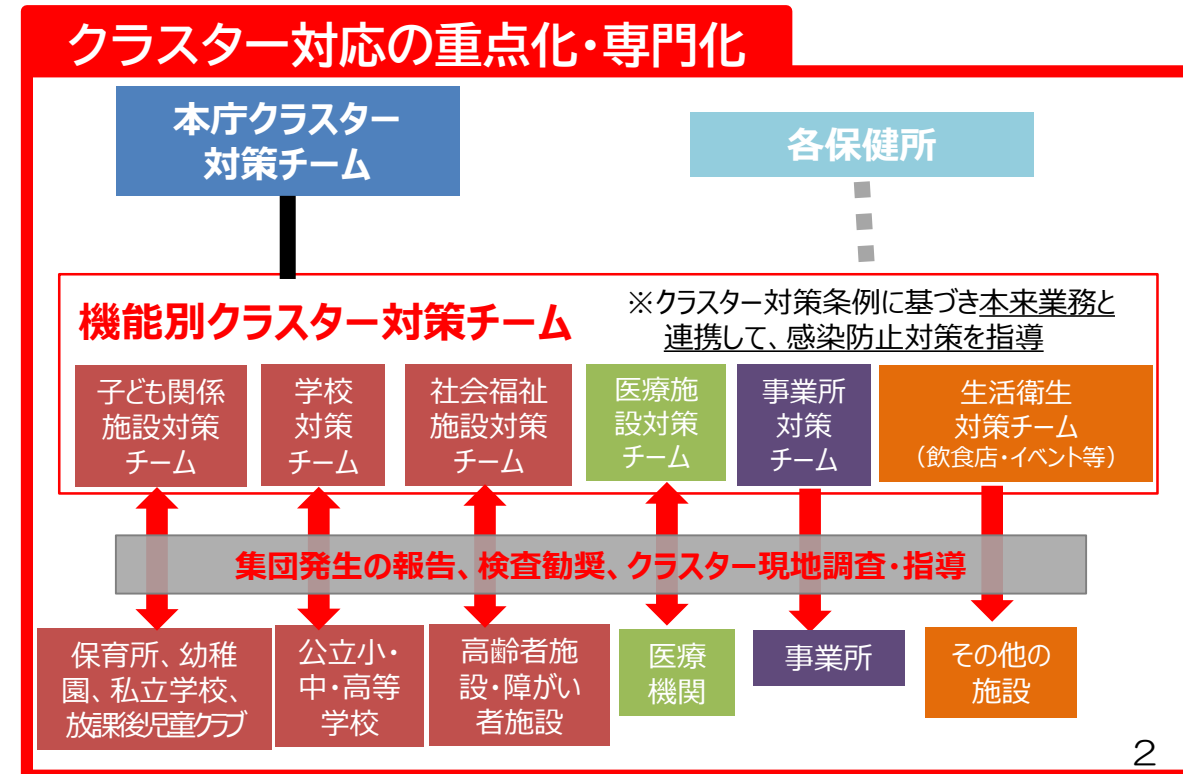 クラスター対応の重点化・専門化
本庁クラスター
対策チーム
各保健所
機能別クラスター対策チーム
※クラスター対策条例に基づき本来業務と
連携して、感染防止対策を指導
子ども関係
施設対策
チーム
学校
対策
チーム
社会福祉
施設対策
チーム
医療施
設対策
チーム
事業所
対策
チーム
生活衛生
対策チーム
（飲食店・イベント等）
集団発生の報告、検査勧奨、クラスター現地調査・指導
保育所、幼稚
園、私立学校、
放課後児童クラブ
公立小・
中・高等
学校
高齢者施
設・障がい
者施設
医療
機関
事業所
その他の
施設
2